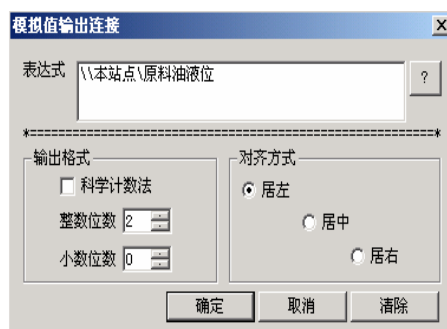 模拟值输出连接
表达式 \\本站点\原料油液位 ?
*==================================================*
输出格式 对齐方式
科学计数法 居左
整数位数 2 居中
小数位数 0 居右
确定 取消 清除